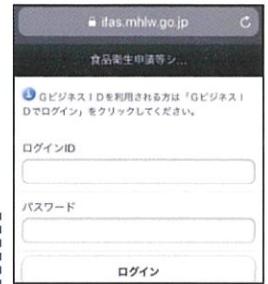 ifas.mhlw.go.jp
食品衛生申請等シ...
GビジネスIDを利用される方は「GビジネスI
Dでログイン」をクリックしてください。
ログインID
パスワード
ログイン